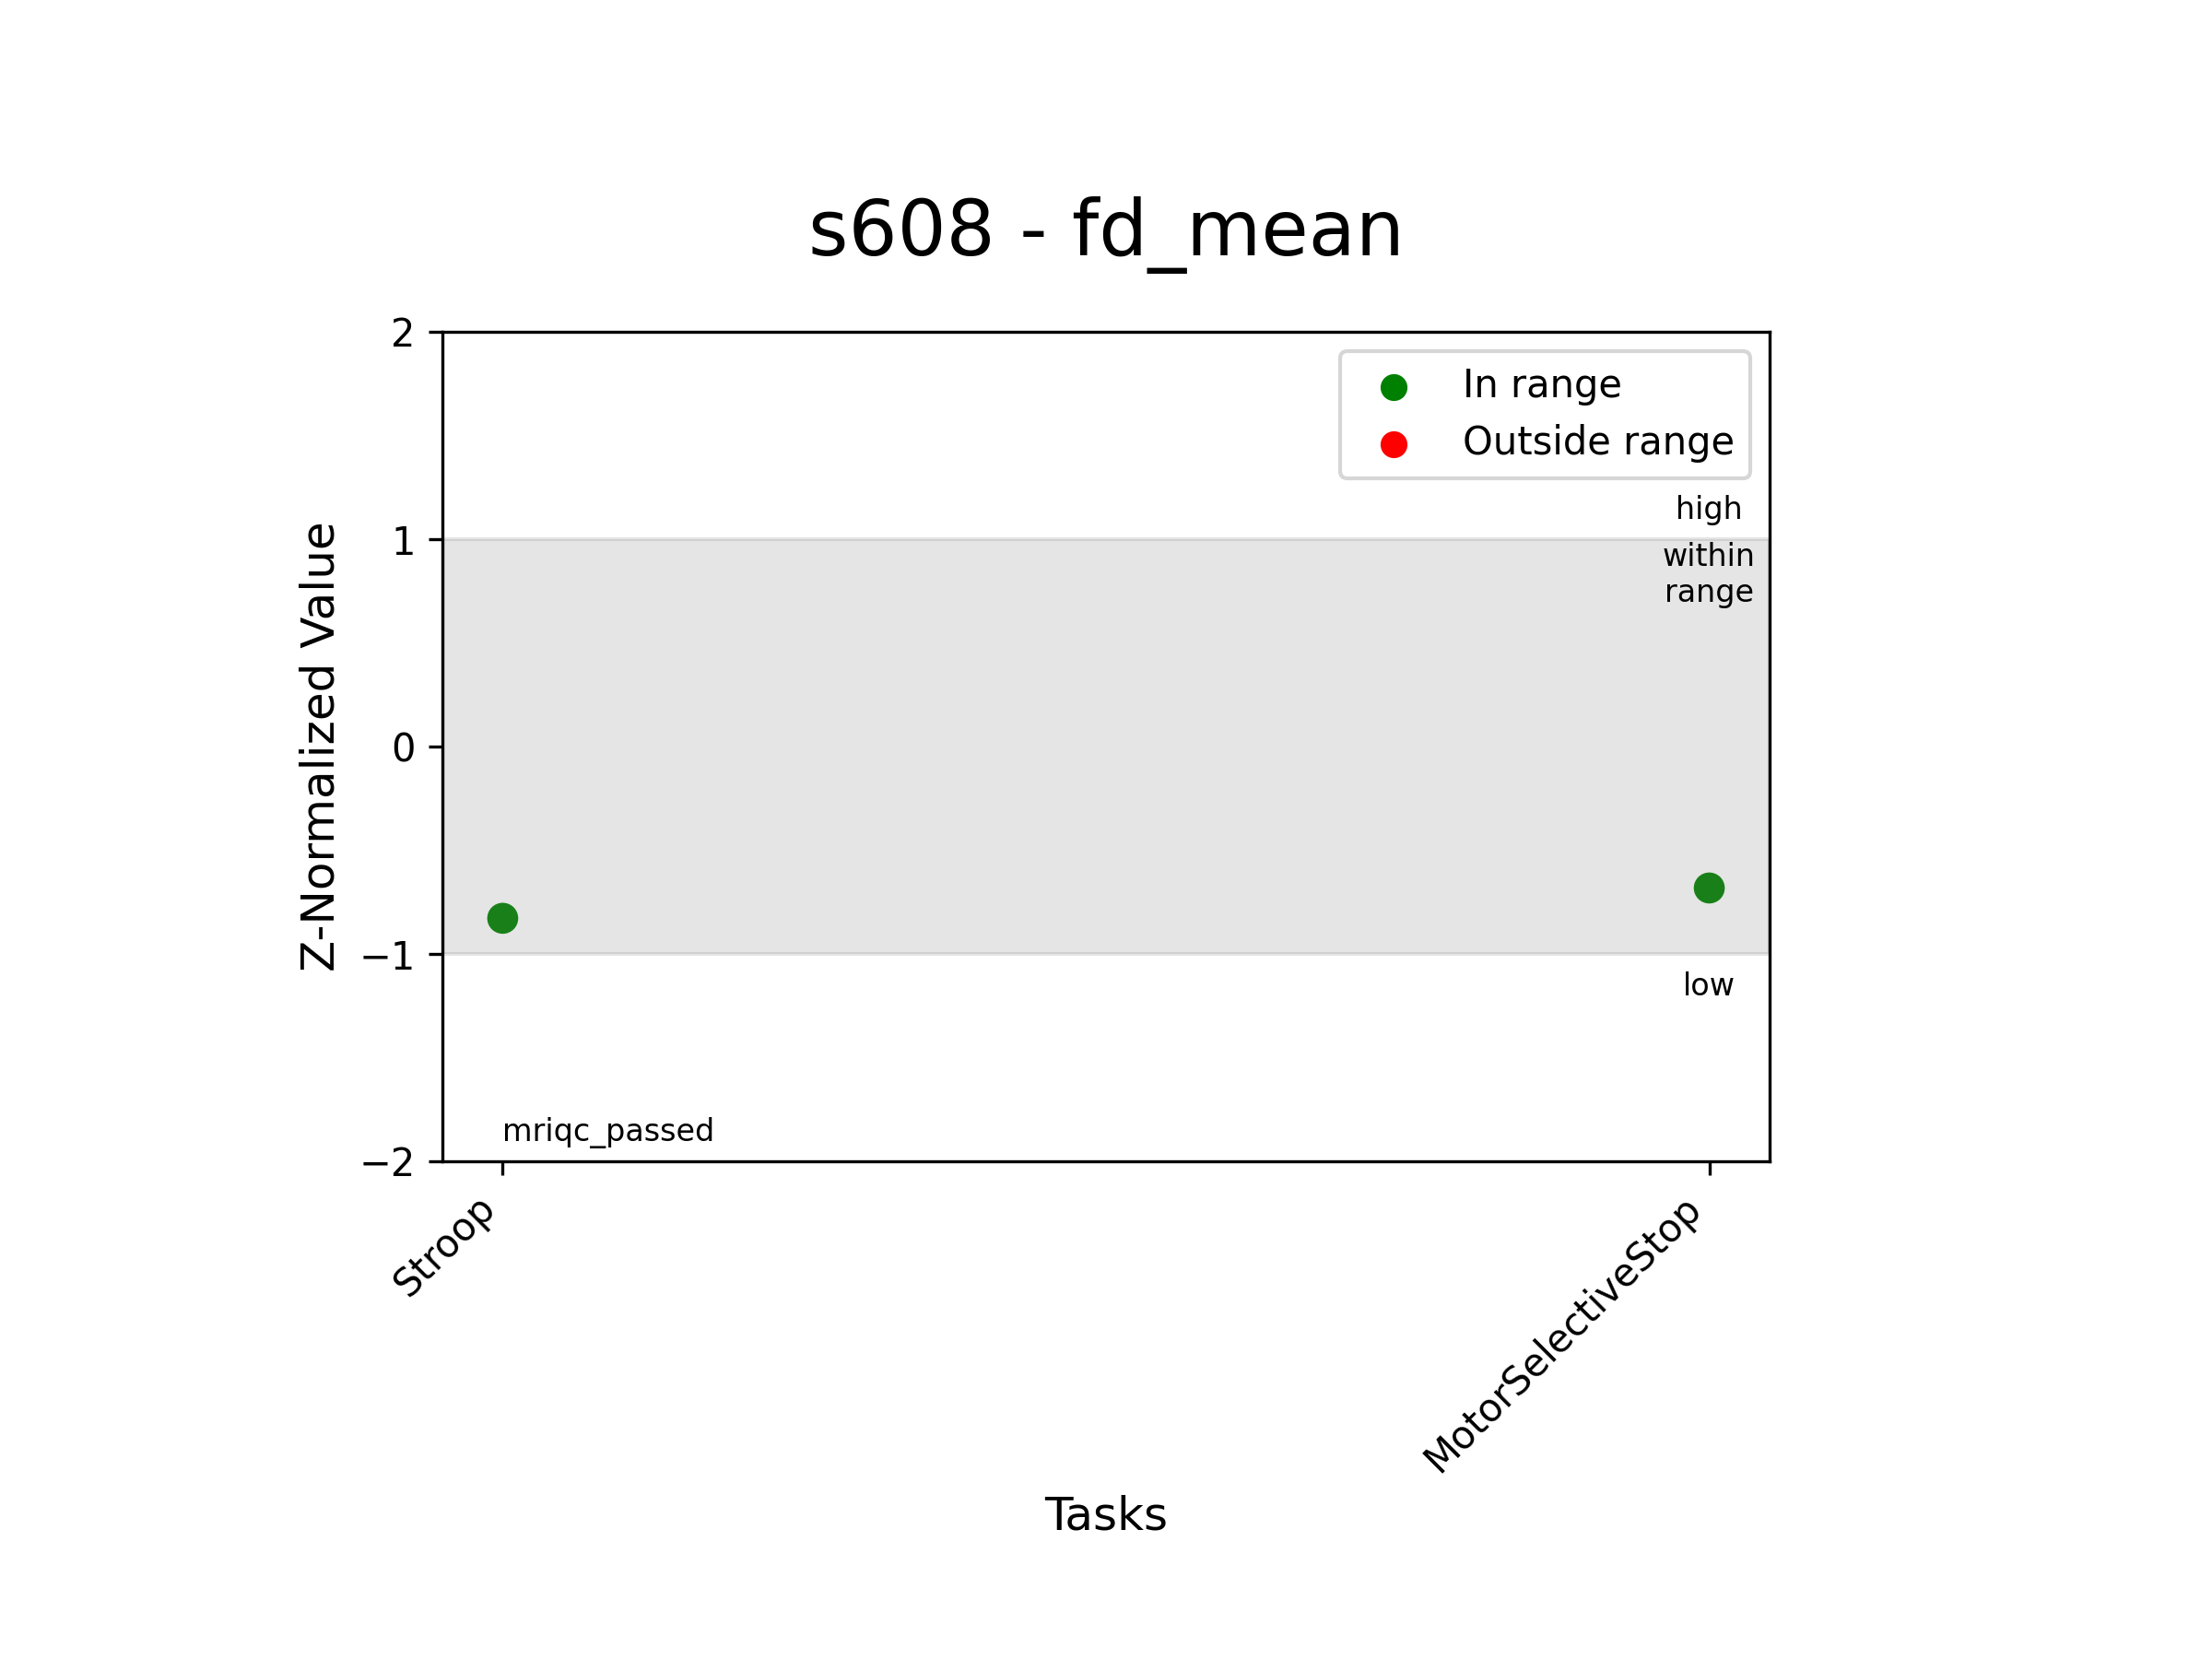 s608 - fd_mean
2
In range
Outside range
high
1
within
range
Z-Normalized Value
0
−1
low
mriqc_passed
−2
Stroop
MotorSelectiveStop
Tasks